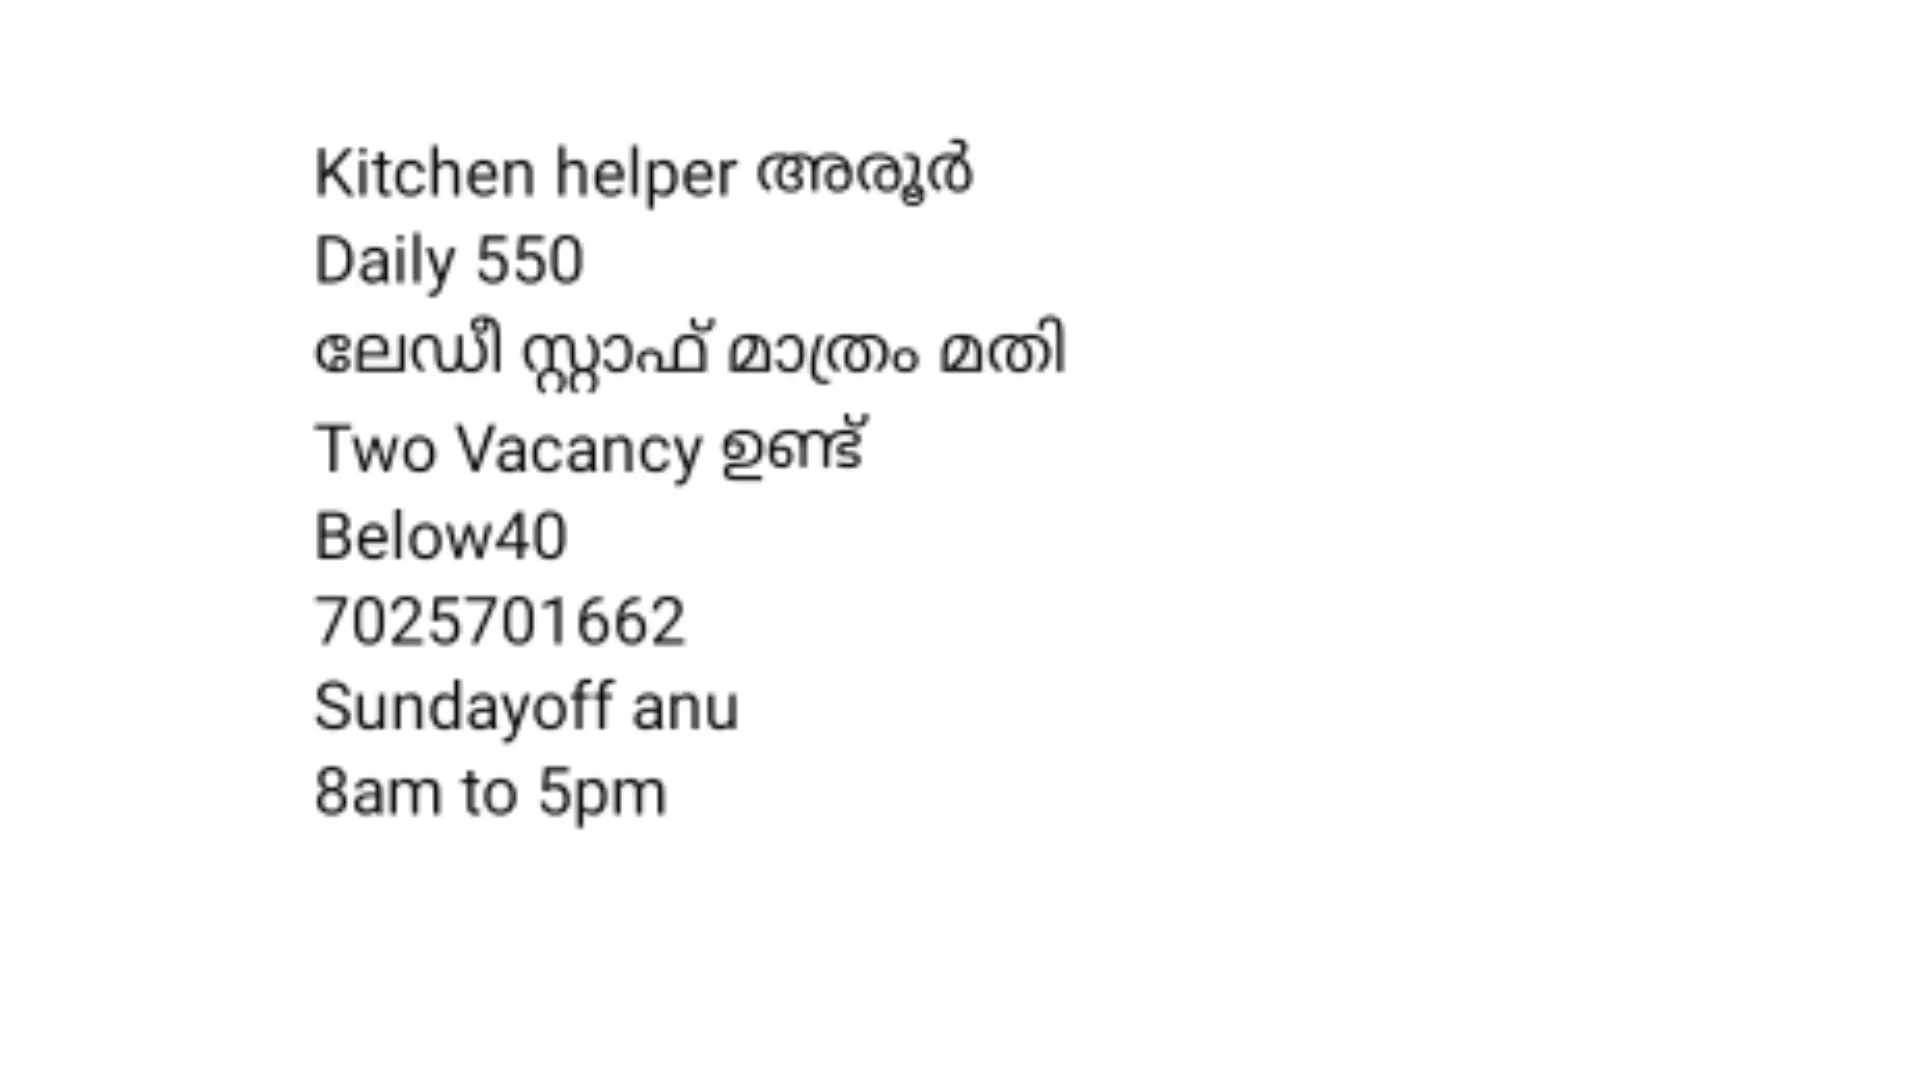 Kitchen helper അരൂർ
Daily 550
ലേഡീ സ്റ്റാഫ് മാത്രം മതി
Two Vacancy ഉണ്ട്
Below40
7025701662
Sundayoff anu
8am to 5pm